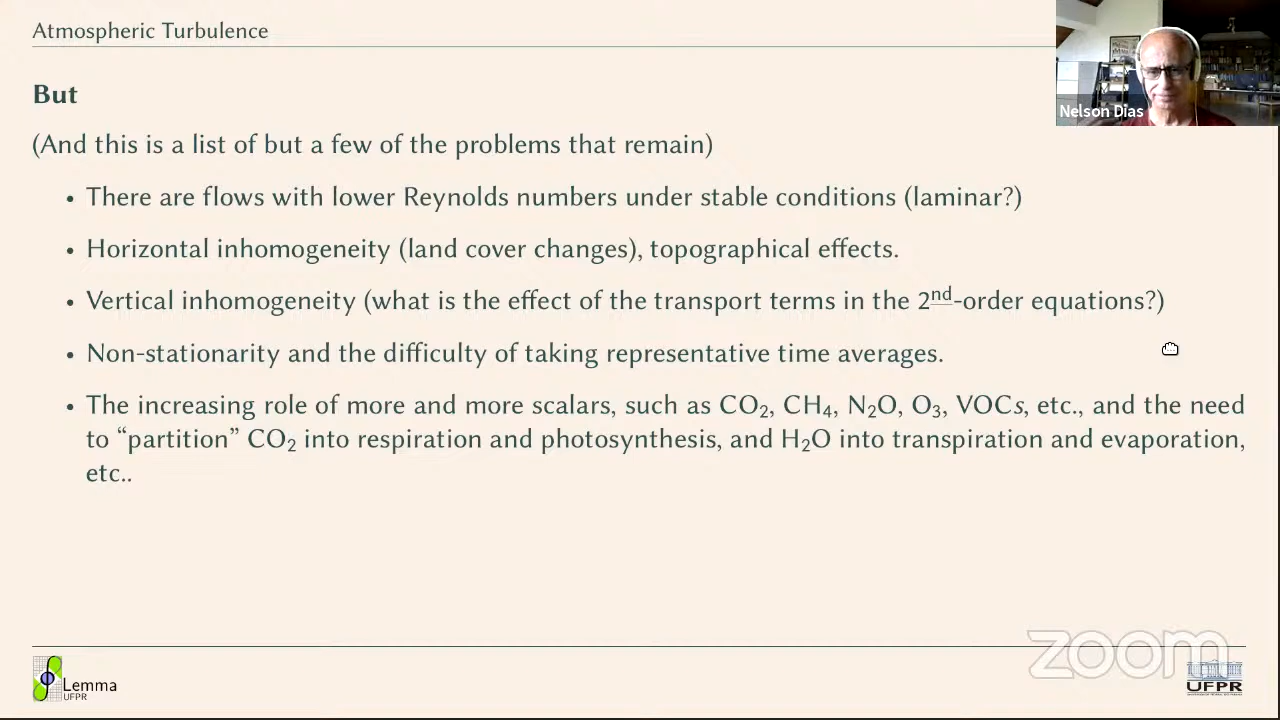 Atmospheric Turbulence
Nelson Dias
But
(And this is a list of but a few of the problems that remain)
• There are flows with lower Reynolds numbers under stable conditions (laminar?)
• Horizontal inhomogeneity (land cover changes), topographical effects.
• Vertical inhomogeneity (what is the effect of the transport terms in the 2nd-order equations?)
• Non-stationarity and the difficulty of taking representative time averages.
• The increasing role of more and more scalars, such as CO₂, CH₄, N₂O, O₃, VOCs, etc., and the need
to “partition” CO₂ into respiration and photosynthesis, and H₂O into transpiration and evaporation,
etc..
zoom
Lemma
UFPR
UFPR